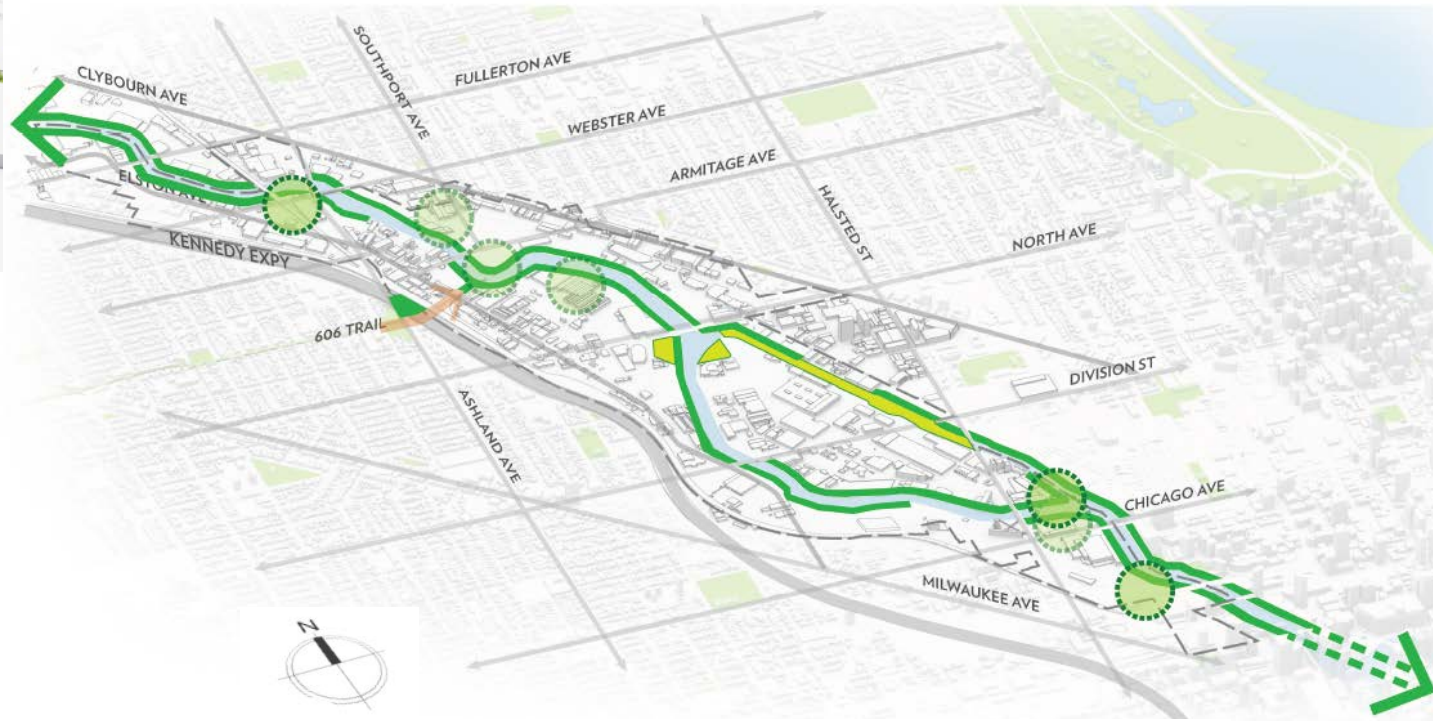 CLYBOURN AVE
SOUTHPORT AVE
FULLERTON AVE
WEBSTER AVE
ARMITAGE AVE
HALSTED ST
NORTH AVE
ELSTON AVE
KENNEDY EXPY
606 TRAIL
ASHLAND AVE
DIVISION ST
CHICAGO AVE
MILWAUKEE AVE
N